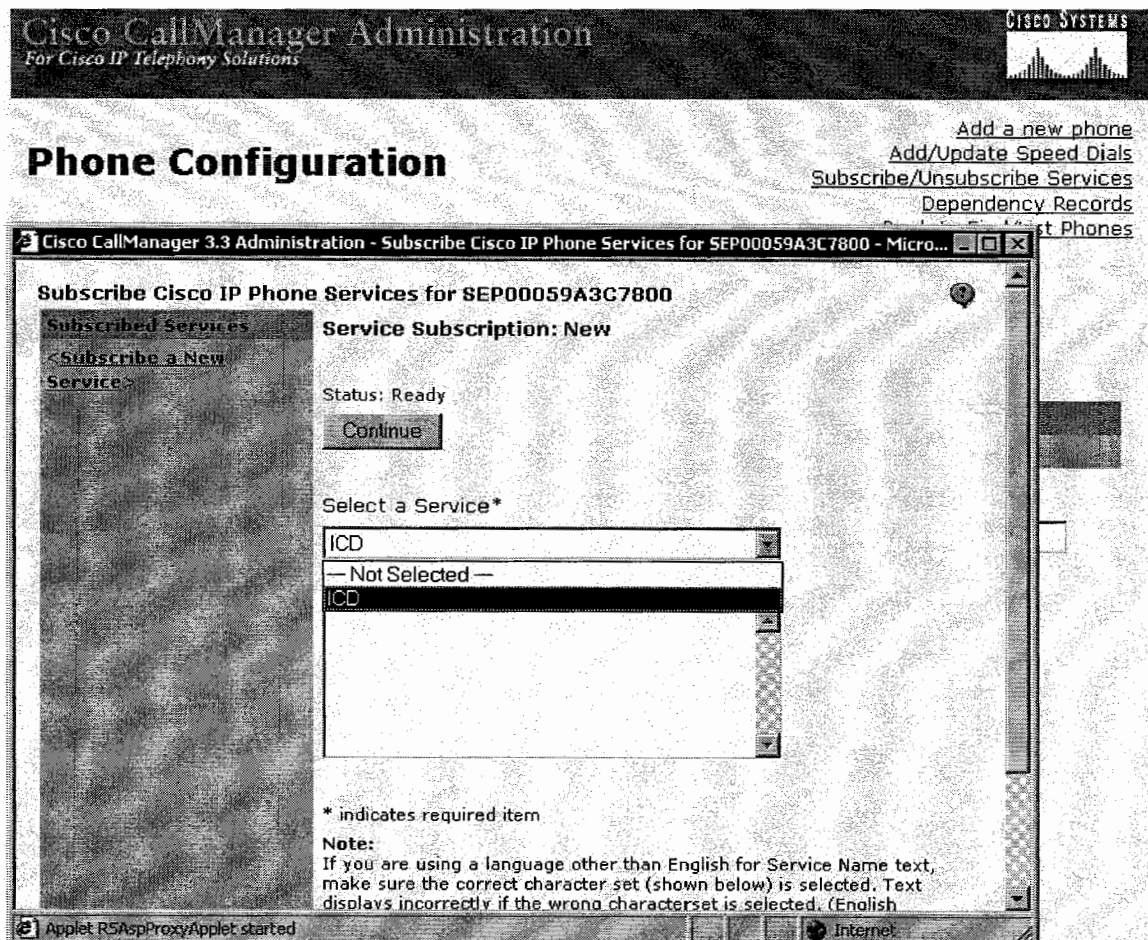 Cisco CallManager Administration
For Cisco IP Telephony Solutions
CISCO SYSTEMS
Add a new phone
Add/Update Speed Dials
Subscribe/Unsubscribe Services
Dependency Records
Phones
Phone Configuration
Cisco CallManager 3.3 Administration - Subscribe Cisco IP Phone Services for SEP00059A3C7800 - Micro...
Subscribe Cisco IP Phone Services for SEP00059A3C7800
Subscribed Services
<Subscribe a New
Service>
Service Subscription: New
Status: Ready
Continue
Select a Service*
ICD
— Not Selected —
ICD
* indicates required item
Note:
If you are using a language other than English for Service Name text,
make sure the correct character set (shown below) is selected. Text
displays incorrectly if the wrong characterset is selected. (English
Applet RSAspProxyApplet started
Internet